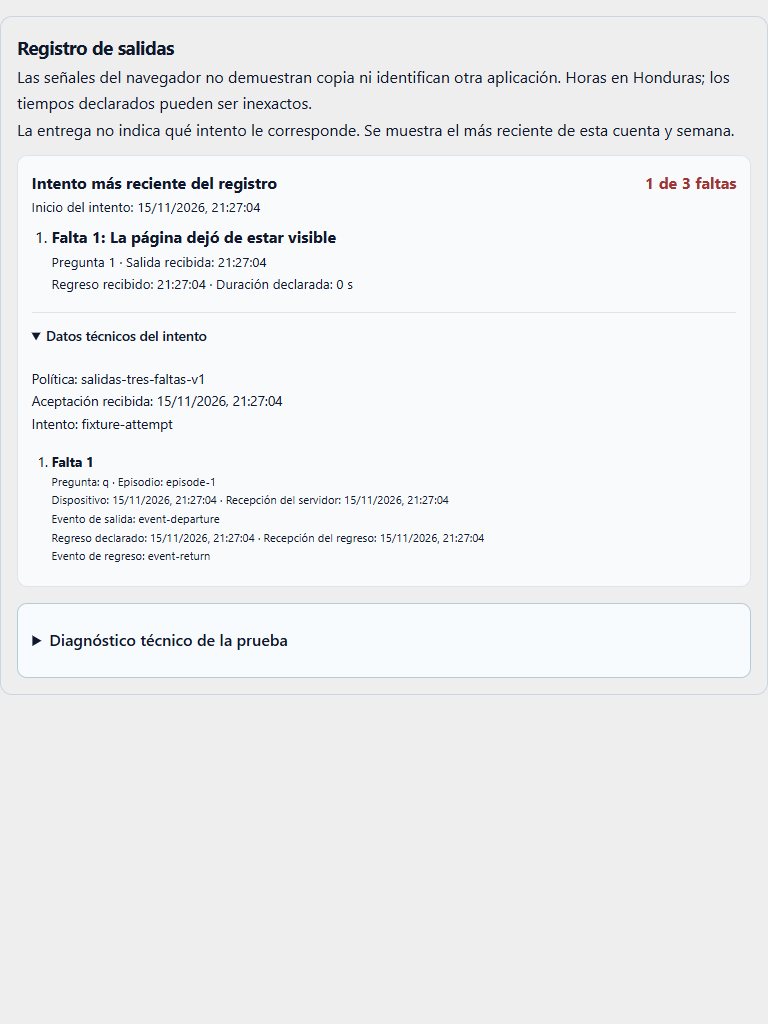 Registro de salidas
Las señales del navegador no demuestran copia ni identifican otra aplicación. Horas en Honduras; los
tiempos declarados pueden ser inexactos.
La entrega no indica qué intento le corresponde. Se muestra el más reciente de esta cuenta y semana.
Intento más reciente del registro
1 de 3 faltas
Inicio del intento: 15/11/2026, 21:27:04
1. Falta 1: La página dejó de estar visible
Pregunta 1 · Salida recibida: 21:27:04
Regreso recibido: 21:27:04 · Duración declarada: 0 s
▼ Datos técnicos del intento
Política: salidas-tres-faltas-v1
Aceptación recibida: 15/11/2026, 21:27:04
Intento: fixture-attempt
1. Falta 1
Pregunta: q · Episodio: episode-1
Dispositivo: 15/11/2026, 21:27:04 · Recepción del servidor: 15/11/2026, 21:27:04
Evento de salida: event-departure
Regreso declarado: 15/11/2026, 21:27:04 · Recepción del regreso: 15/11/2026, 21:27:04
Evento de regreso: event-return
▶ Diagnóstico técnico de la prueba